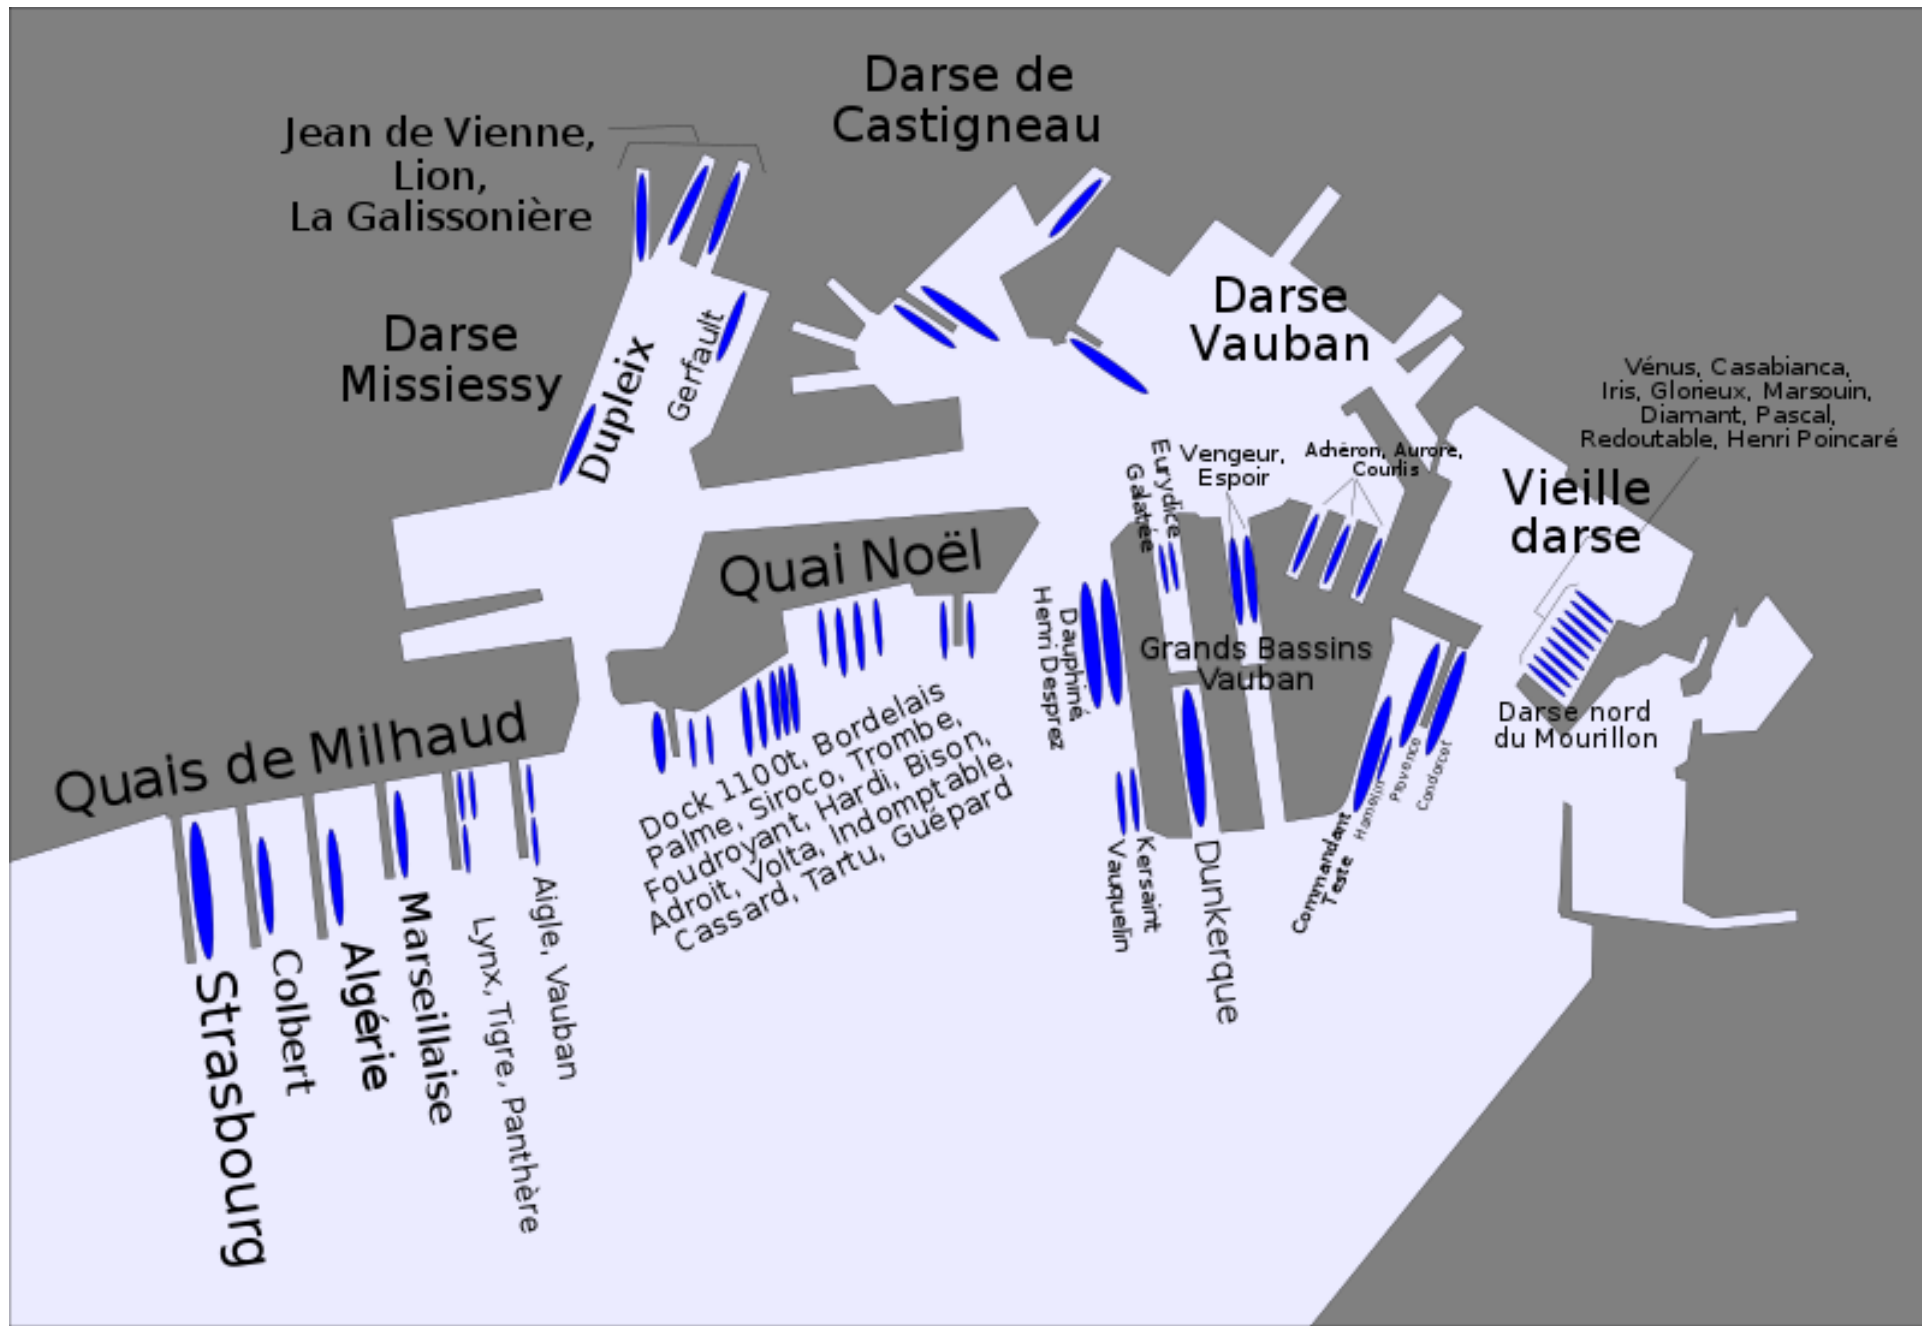 Darse de
Castigneau
Jean de Vienne,
Lion,
La Galissonière
Darse
Missiessy
Dupleix
Gerfault
Darse
Vauban
Vénus, Casabianca,
Iris, Glorieux, Marsouin,
Diamant, Pascal,
Redoutable, Henri Poincaré
Vieille
darse
Eurydice
Galatée
Vengeur,
Espoir
Achéron, Aurore,
Courlis
Quai Noël
Dauphiné,
Henri Desprez
Grands Bassins
Vauban
Darse nord
du Mourillon
Quais de Milhaud
Dock 1100t, Bordelais
Palme, Siroco, Trombe,
Foudroyant, Hardi, Bison,
Adroit, Volta, Indomptable,
Cassard, Tartu, Guépard
Provence
Condorcet
Hamelin
Commandant
Teste
Kersaint
Vauquelin
Dunkerque
Strasbourg
Colbert
Algérie
Marseillaise
Lynx, Tigre, Panthère
Aigle, Vauban